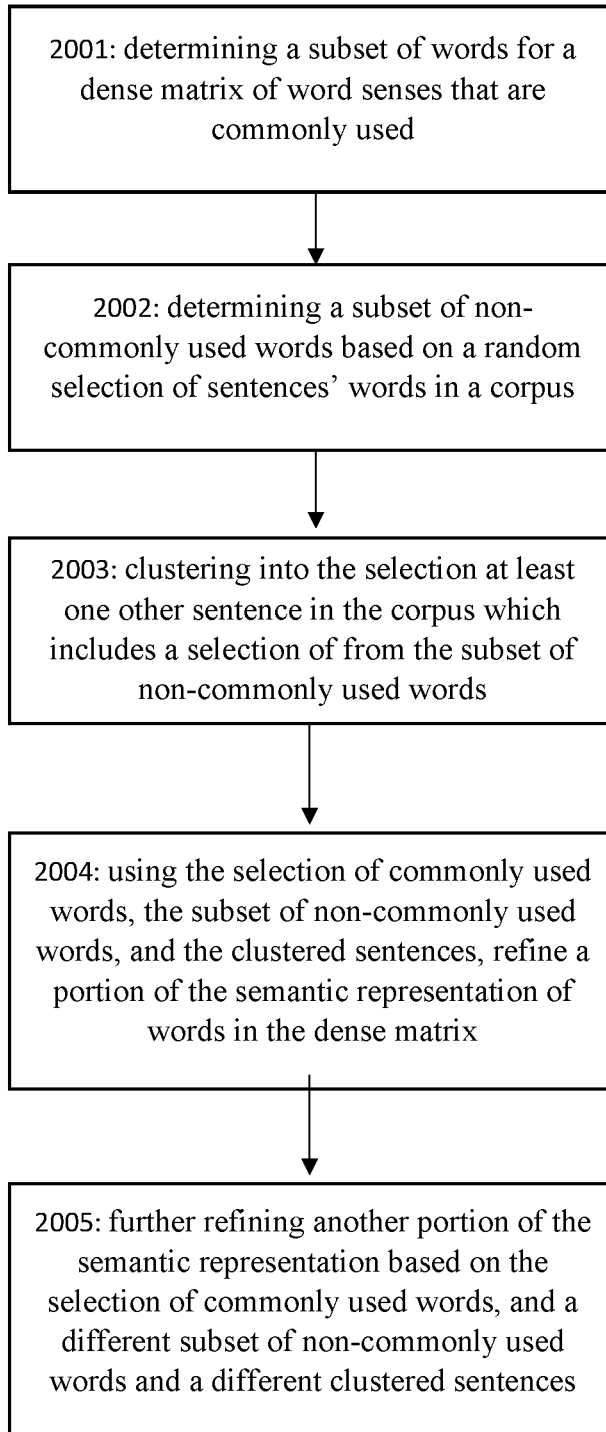 2001: determining a subset of words for a
dense matrix of word senses that are
commonly used
2002: determining a subset of non-
commonly used words based on a random
selection of sentences’ words in a corpus
2003: clustering into the selection at least
one other sentence in the corpus which
includes a selection of from the subset of
non-commonly used words
2004: using the selection of commonly used
words, the subset of non-commonly used
words, and the clustered sentences, refine a
portion of the semantic representation of
words in the dense matrix
2005: further refining another portion of the
semantic representation based on the
selection of commonly used words, and a
different subset of non-commonly used
words and a different clustered sentences